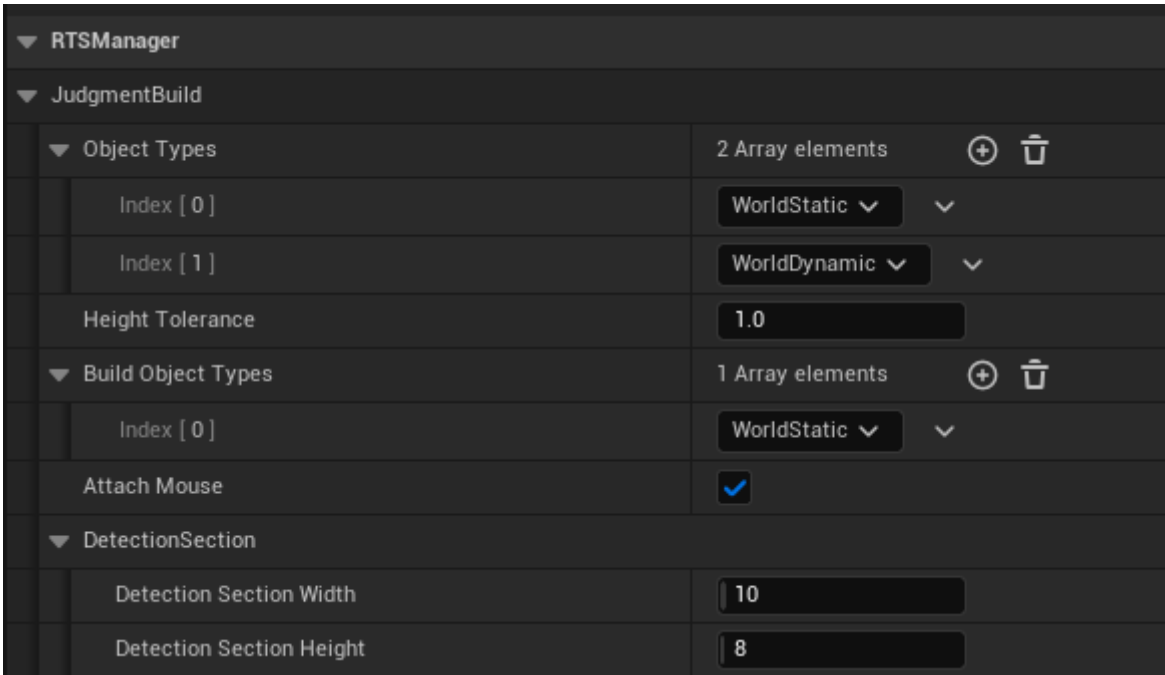 RTSManager
JudgmentBuild
Object Types 2 Array elements
Index [ 0 ] WorldStatic
Index [ 1 ] WorldDynamic
Height Tolerance 1.0
Build Object Types 1 Array elements
Index [ 0 ] WorldStatic
Attach Mouse
DetectionSection
Detection Section Width 10
Detection Section Height 8